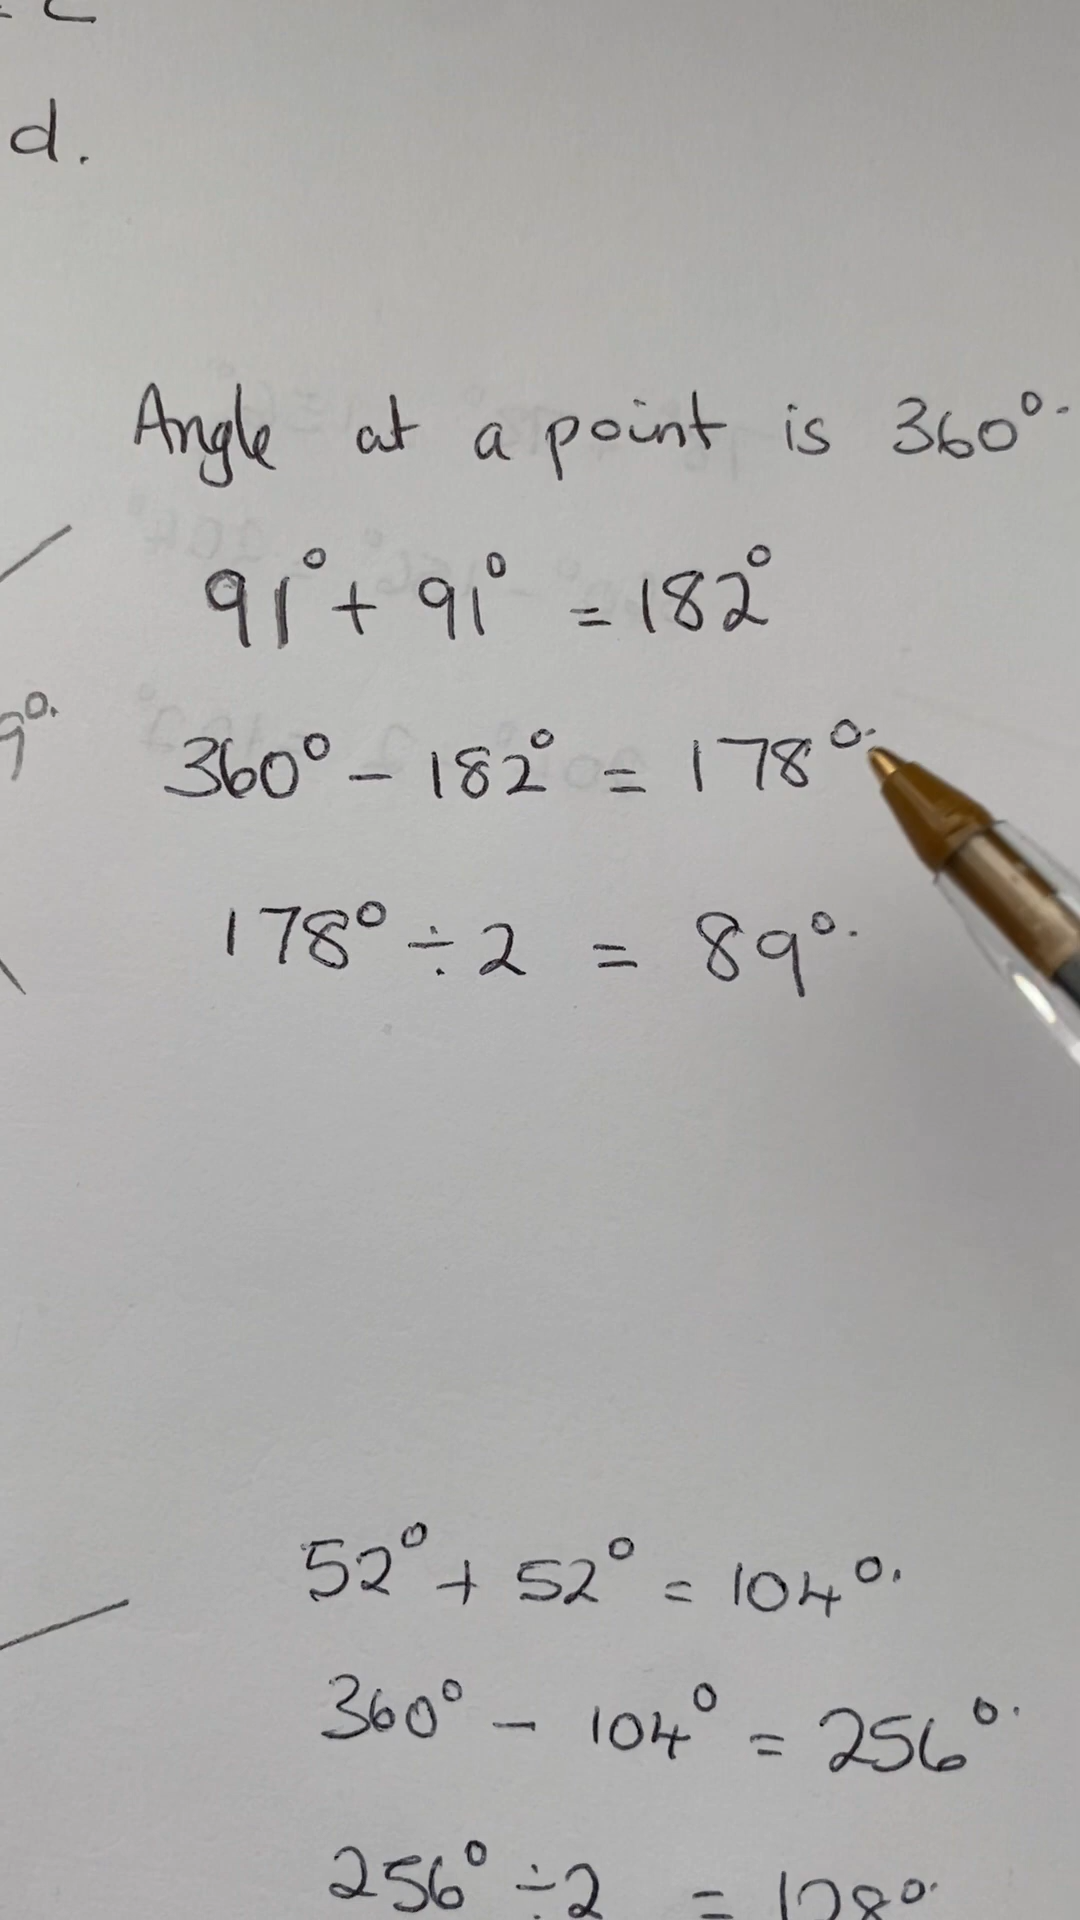 d.
Angle at a point is 360°.
91° + 91° = 182°
9°.
360° - 182° = 178°.
178° ÷ 2 = 89°.
52° + 52° = 104°.
360° - 104° = 256°.
256° ÷ 2 = 128°.